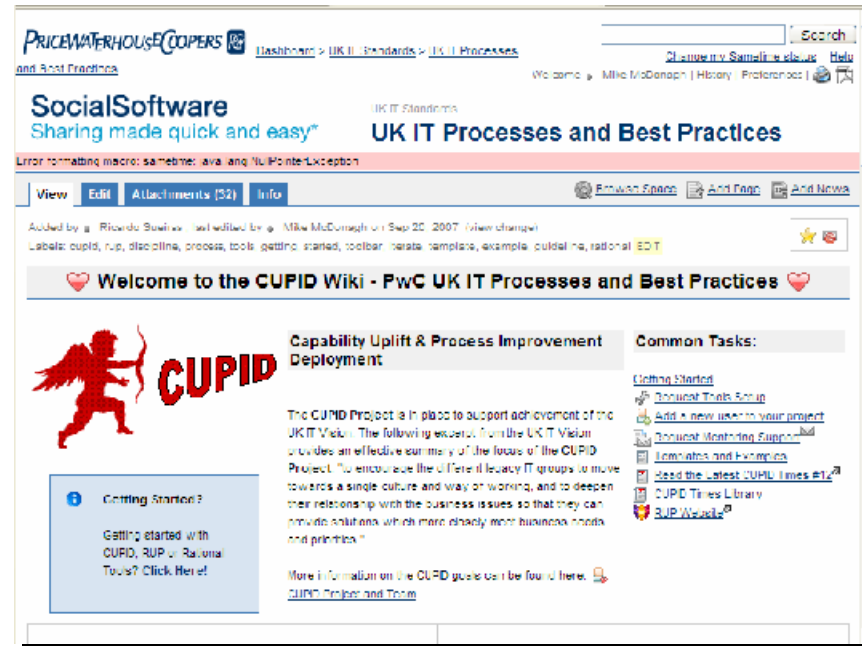 PRICEWATERHOUSECOOPERS PwC Dashboard > UK IT Standards > UK IT Processes
and Best Practices
Search
Change my Sametime status Help
Welcome Mike McDonagh | History | Preferences |
SocialSoftware
Sharing made quick and easy*
UK IT Standards
UK IT Processes and Best Practices
Error formatting macro: sametime: java.lang.NullPointerException
View Edit Attachments (32) Info
Browse Space Add Page Add News
Added by Ricardo Sueiras, last edited by Mike McDonagh on Sep 20, 2007 (view change)
Labels: cupid, rup, discipline, process, tools, getting, started, toolbar, iterate, template, example, guideline, rational EDIT
Welcome to the CUPID Wiki - PwC UK IT Processes and Best Practices
CUPID
Capability Uplift & Process Improvement
Deployment
The CUPID Project is in place to support achievement of the
UK IT Vision. The following excerpt from the UK IT Vision
provides an effective summary of the focus of the CUPID
Project: "to encourage the different legacy IT groups to move
towards a single culture and way of working, and to deepen
their relationship with the business issues so that they can
provide solutions which more closely meet business needs
and priorities."
More information on the CUPID goals can be found here:
CUPID Project and Team
Getting Started?
Getting started with
CUPID, RUP or Rational
Tools? Click Here!
Common Tasks:
Getting Started
Request Tools Setup
Add a new user to your project
Request Mentoring Support
Templates and Examples
Read the Latest CUPID Times #12
CUPID Times Library
RUP Website